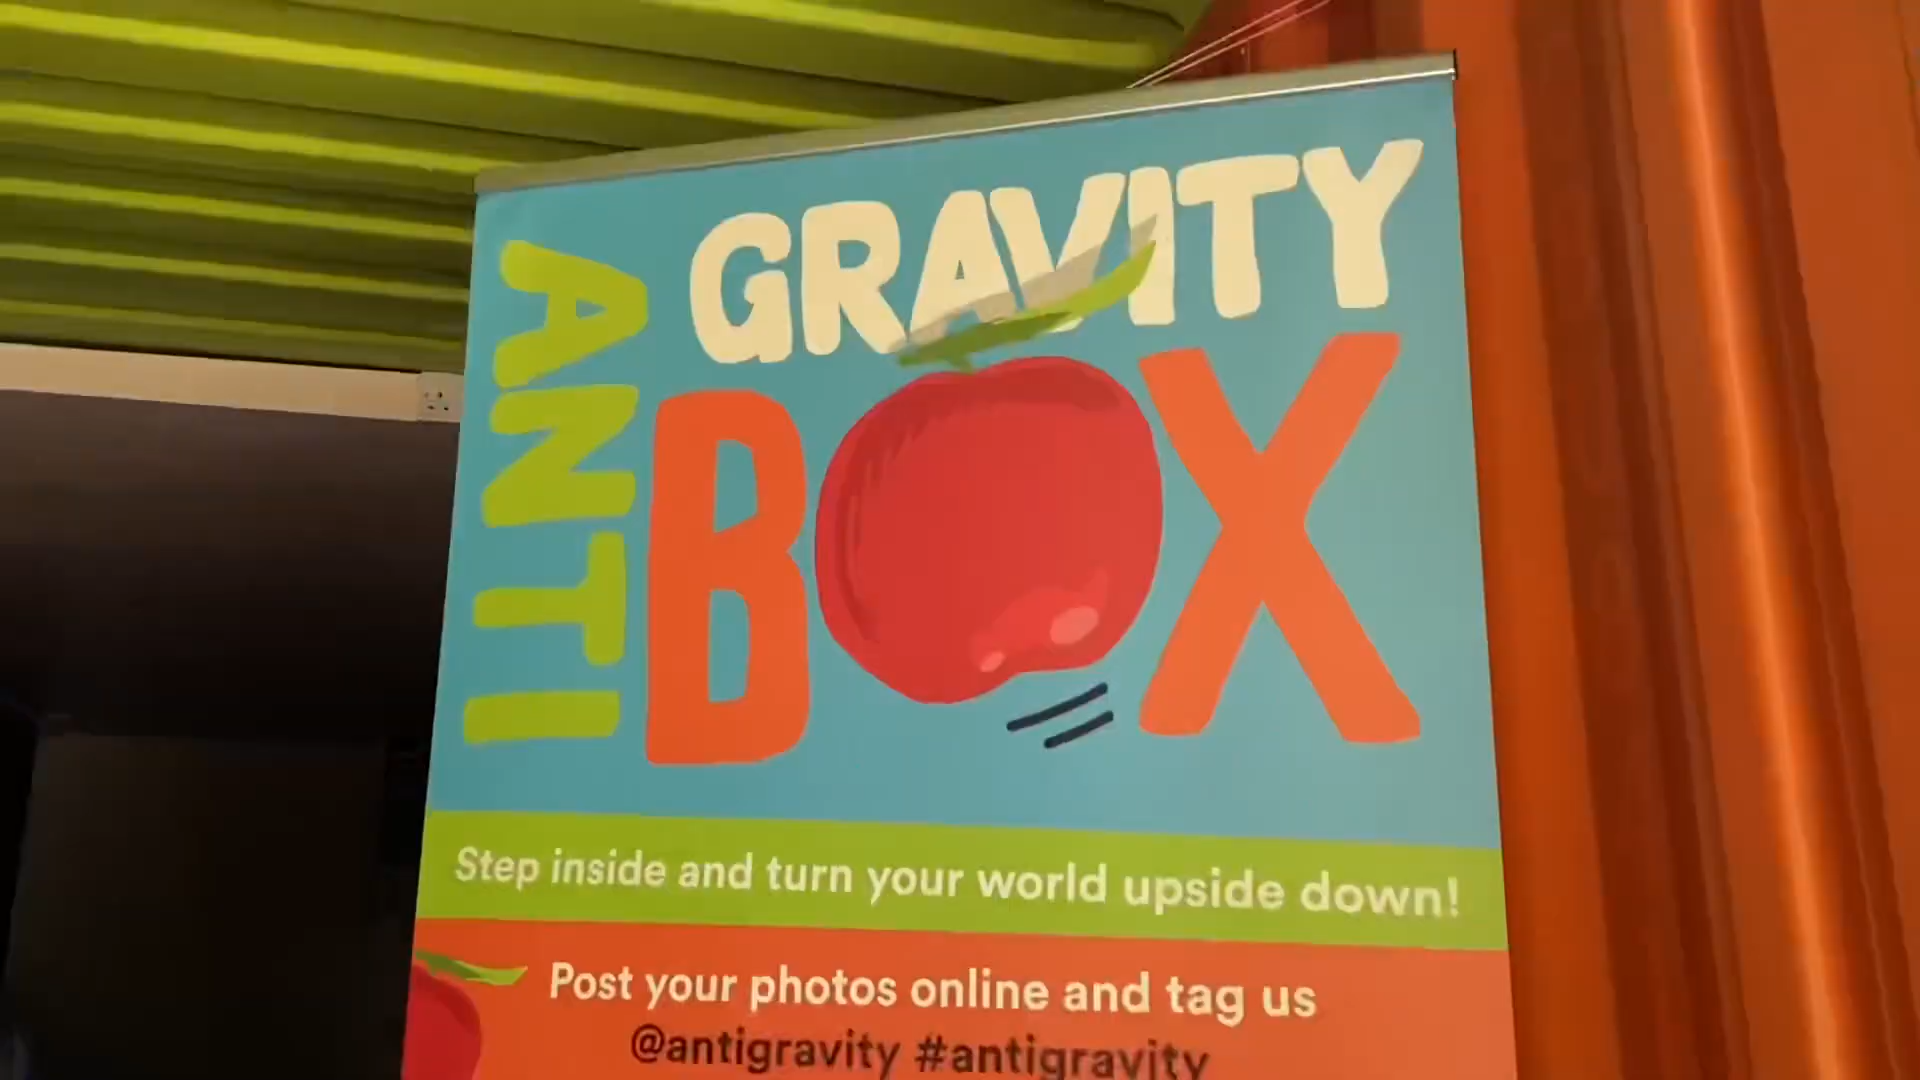 ANTI
GRAVITY
BOX
Step inside and turn your world upside down!
Post your photos online and tag us
@antigravity #antigravity